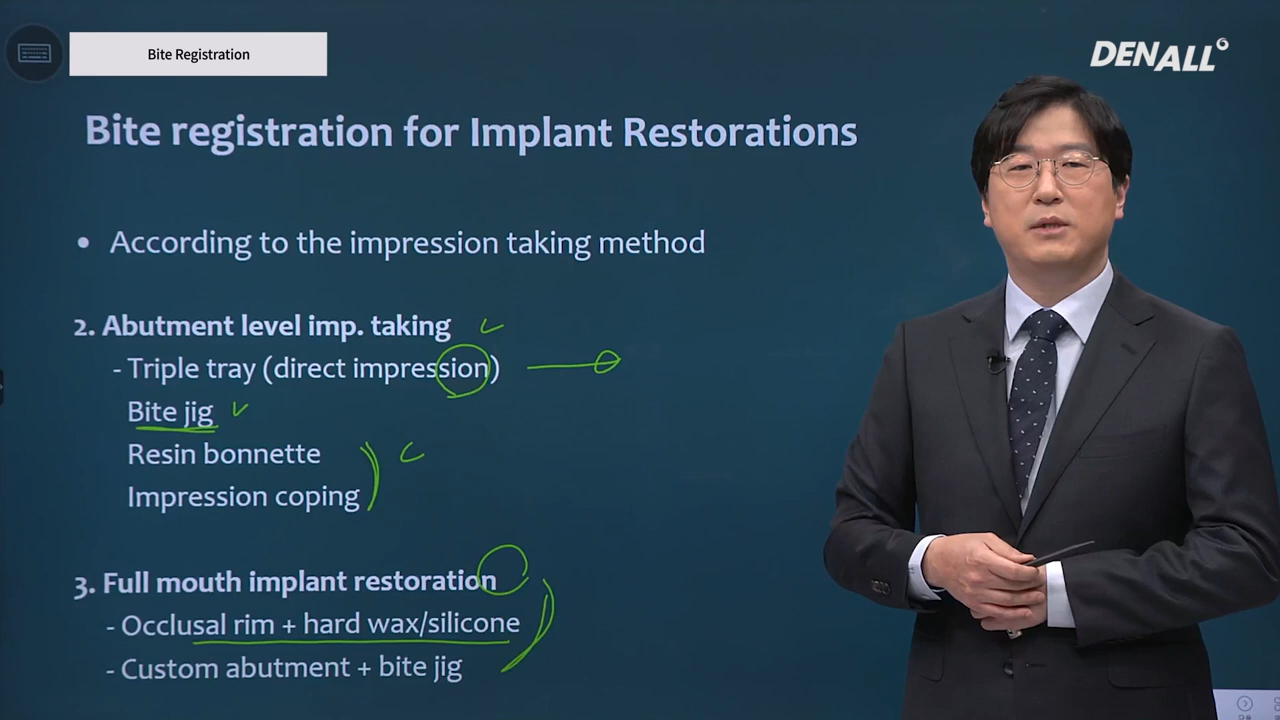 Bite Registration
DENALL
Bite registration for Implant Restorations
• According to the impression taking method
2. Abutment level imp. taking
- Triple tray (direct impression)
Bite jig
Resin bonnette
Impression coping
3. Full mouth implant restoration
- Occlusal rim + hard wax/silicone
- Custom abutment + bite jig